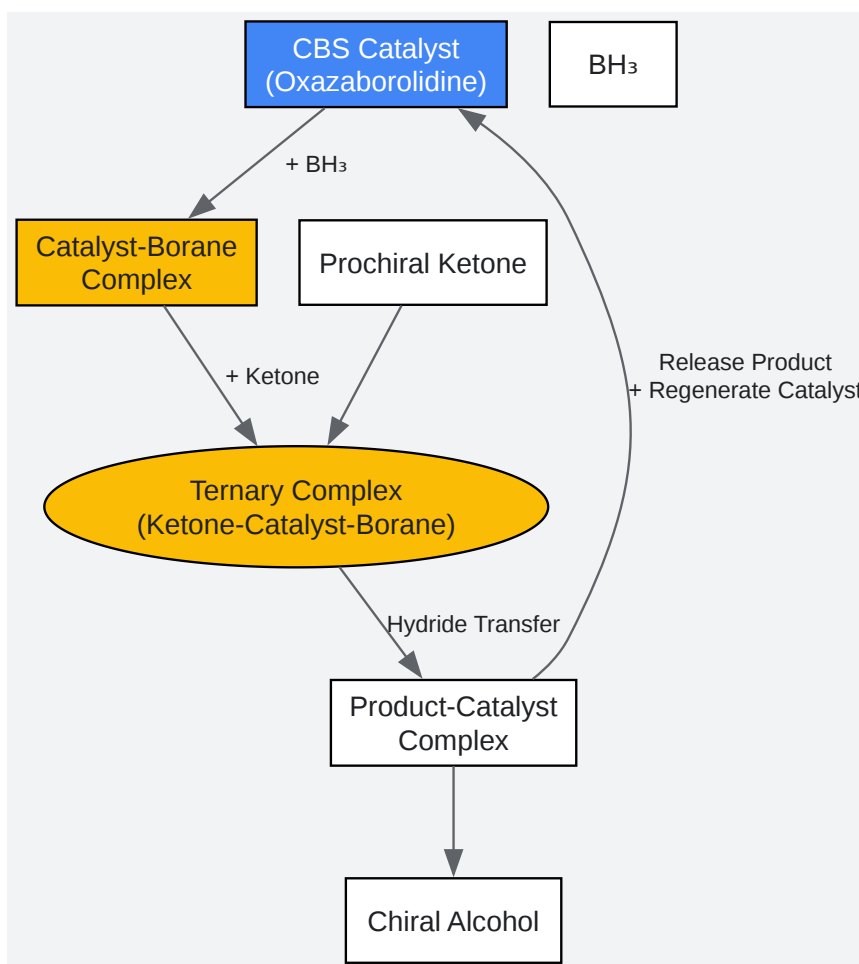 CBS Catalyst
(Oxazaborolidine)
BH₃
+ BH₃
Catalyst-Borane
Complex
Prochiral Ketone
+ Ketone
Release Product
+ Regenerate Catalyst
Ternary Complex
(Ketone-Catalyst-Borane)
Hydride Transfer
Product-Catalyst
Complex
Chiral Alcohol